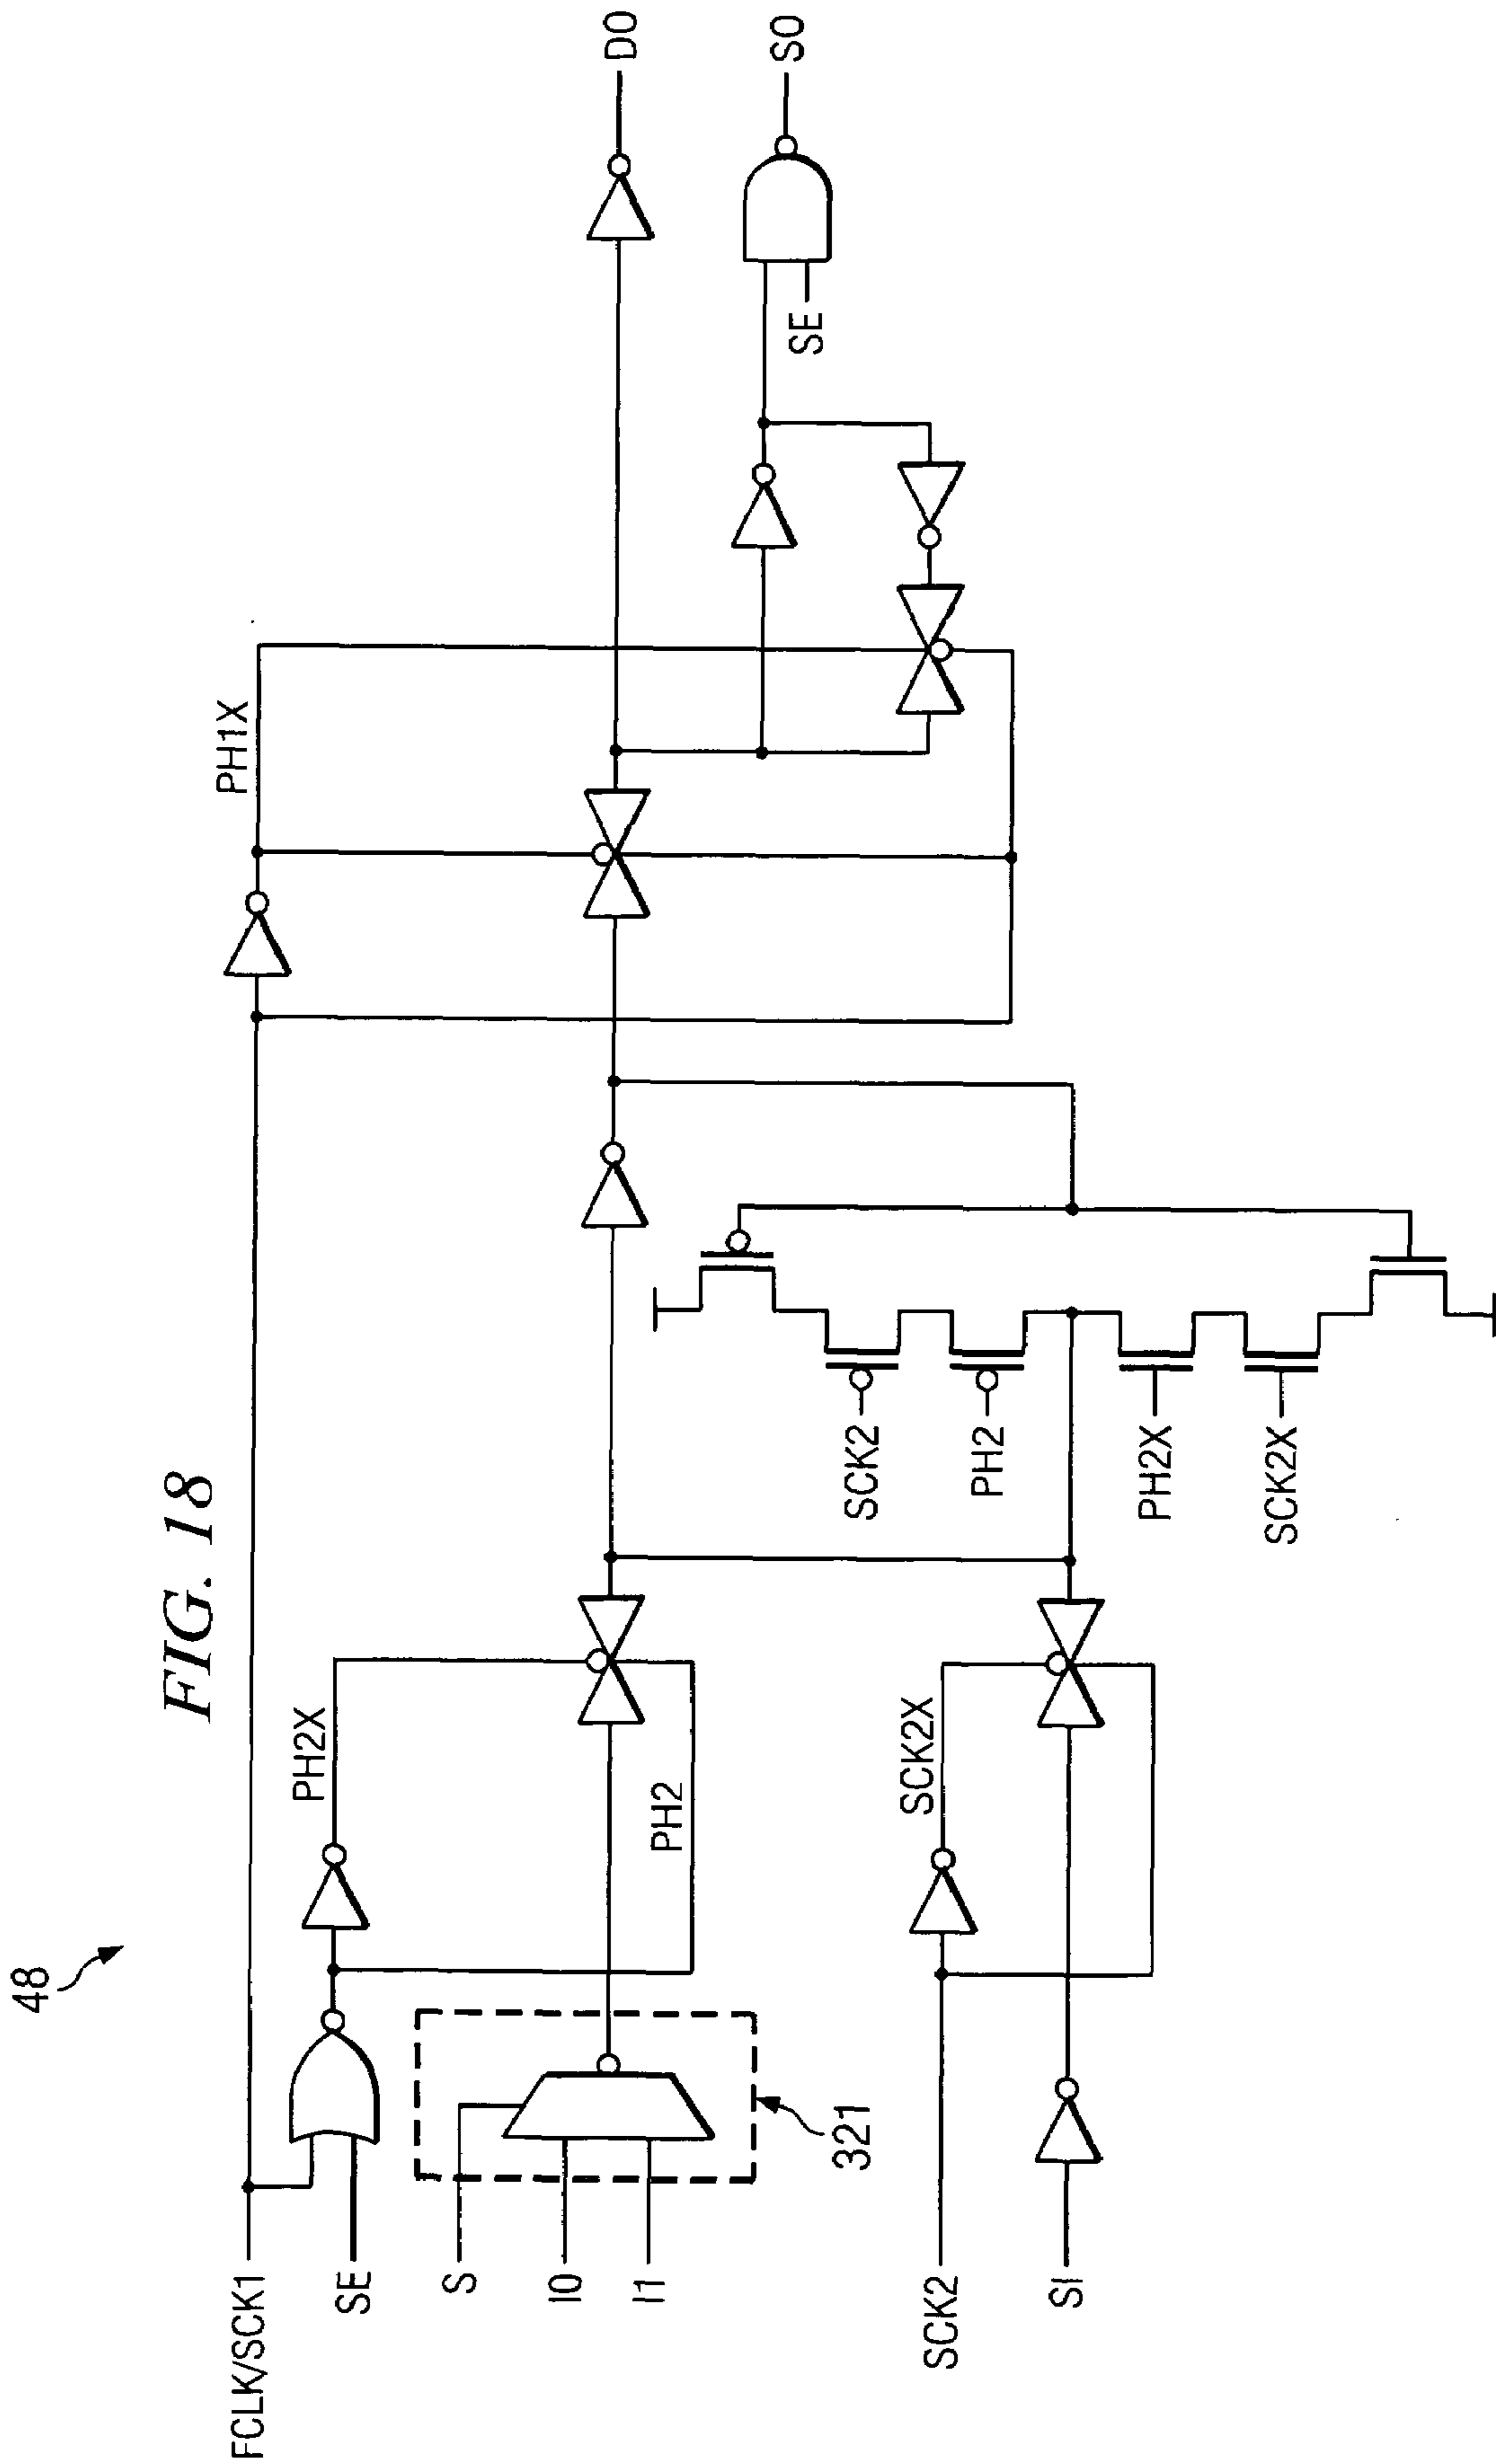 FIG. 18
48
FCLK/SCK1
SE
S
I0
I1
321
SCK2
SI
PH2X
PH2
SCK2X
SCK2
PH2
PH2X
SCK2X
PH1X
SE
DO
SO